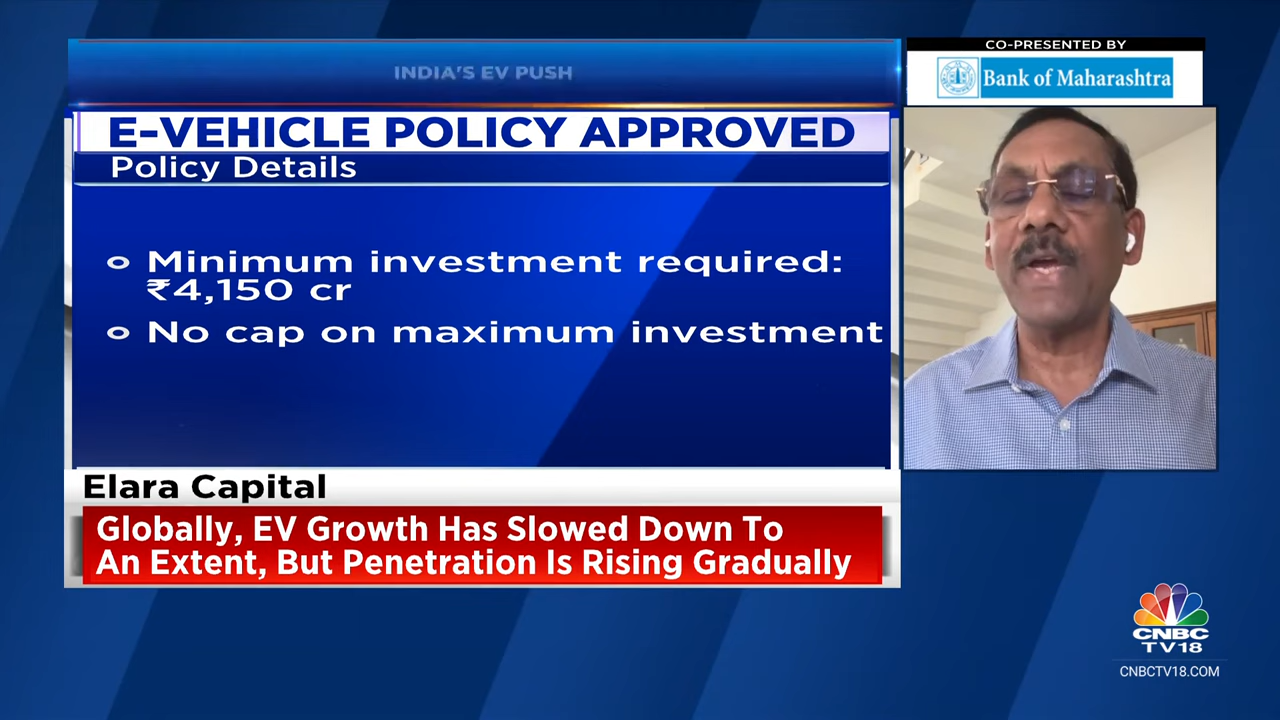 INDIA'S EV PUSH
E-VEHICLE POLICY APPROVED
Policy Details
Minimum investment required:
₹4,150 cr
No cap on maximum investment
Elara Capital
Globally, EV Growth Has Slowed Down To
An Extent, But Penetration Is Rising Gradually
CO-PRESENTED BY
Bank of Maharashtra
CNBC
TV18
CNBCTV18.COM